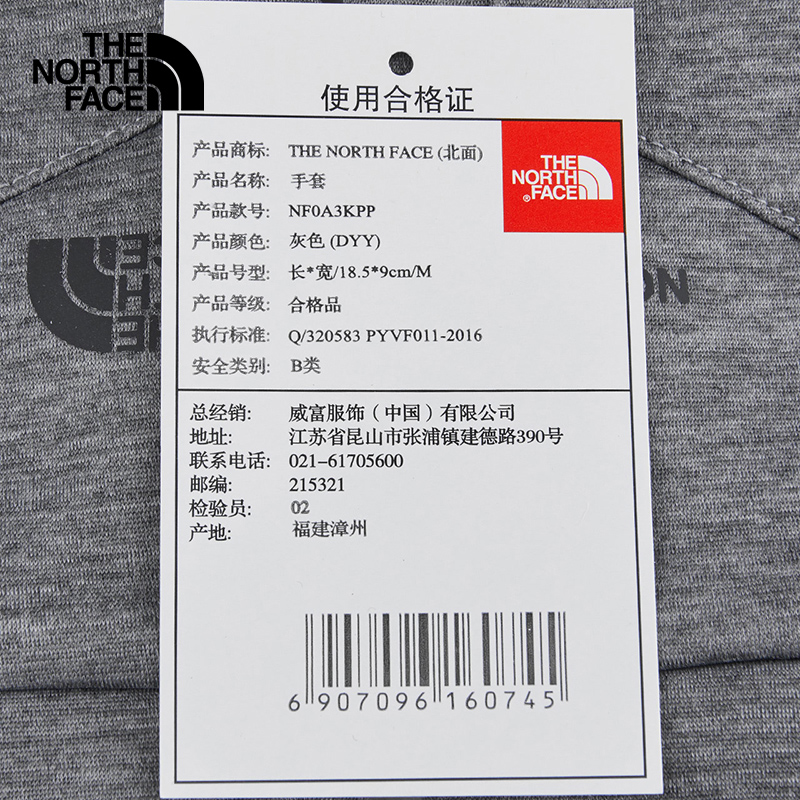 THE
NORTH
FACE
使用合格证
产品商标: THE NORTH FACE (北面)
产品名称: 手套
产品款号: NF0A3KPP
产品颜色: 灰色 (DYY)
产品号型: 长*宽/18.5*9cm/M
产品等级: 合格品
执行标准: Q/320583 PYVF011-2016
安全类别: B类
THE
NORTH
®FACE
总经销: 威富服饰（中国）有限公司
地址: 江苏省昆山市张浦镇建德路390号
联系电话: 021-61705600
邮编: 215321
检验员: 02
产地: 福建漳州
6 907096 160745